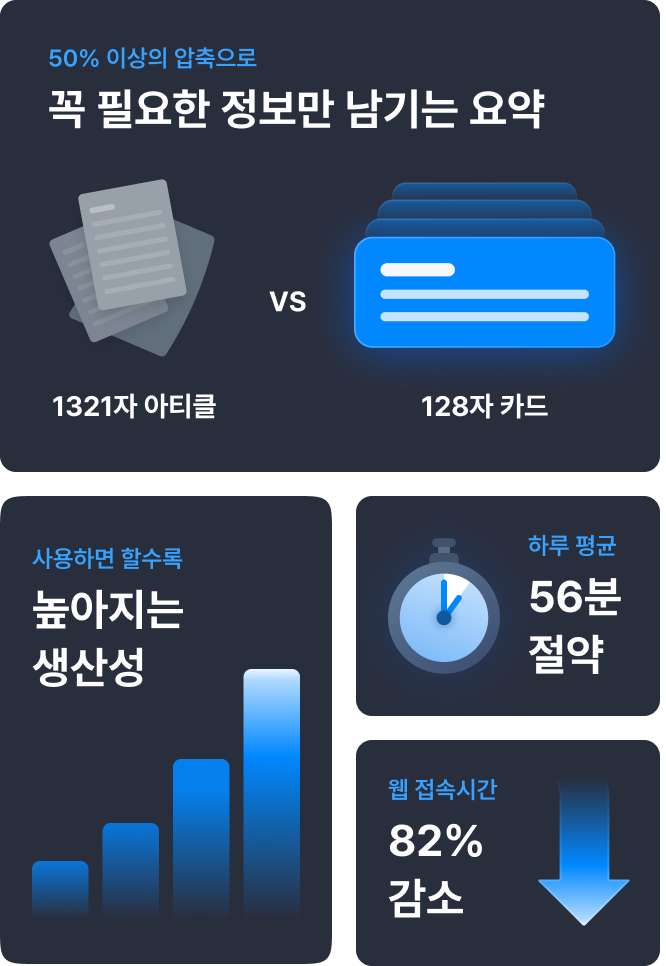 50% 이상의 압축으로
꼭 필요한 정보만 남기는 요약
VS
1321자 아티클
128자 카드
사용하면 할수록
높아지는
생산성
하루 평균
56분
절약
웹 접속시간
82%
감소